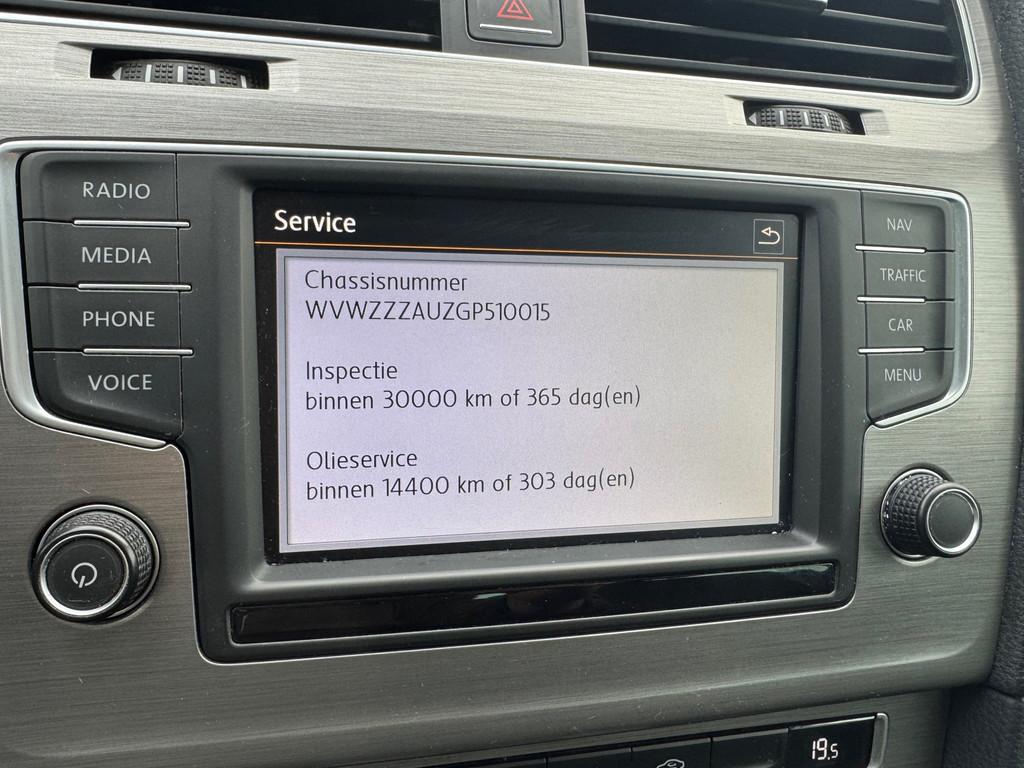 RADIO
MEDIA
PHONE
VOICE
Service
Chassisnummer
WVWZZZAUZGP510015
Inspectie
binnen 30000 km of 365 dag(en)
Olieservice
binnen 14400 km of 303 dag(en)
NAV
TRAFFIC
CAR
MENU
19.5